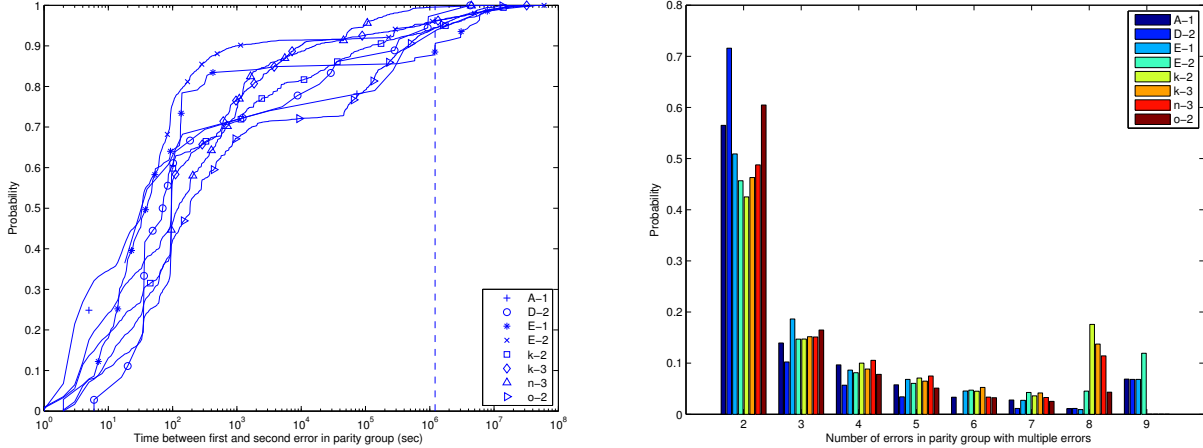 1
0.9
0.8
0.7
0.6
0.5
0.4
0.3
0.2
0.1
0
Probability
10^0
10^1
10^2
10^3
10^4
10^5
10^6
10^7
10^8
Time between first and second error in parity group (sec)
A−1
D−2
E−1
E−2
k−2
k−3
n−3
o−2
0.8
0.7
0.6
0.5
0.4
0.3
0.2
0.1
0
Probability
2
3
4
5
6
7
8
9
Number of errors in parity group with multiple errors
A−1
D−2
E−1
E−2
k−2
k−3
n−3
o−2